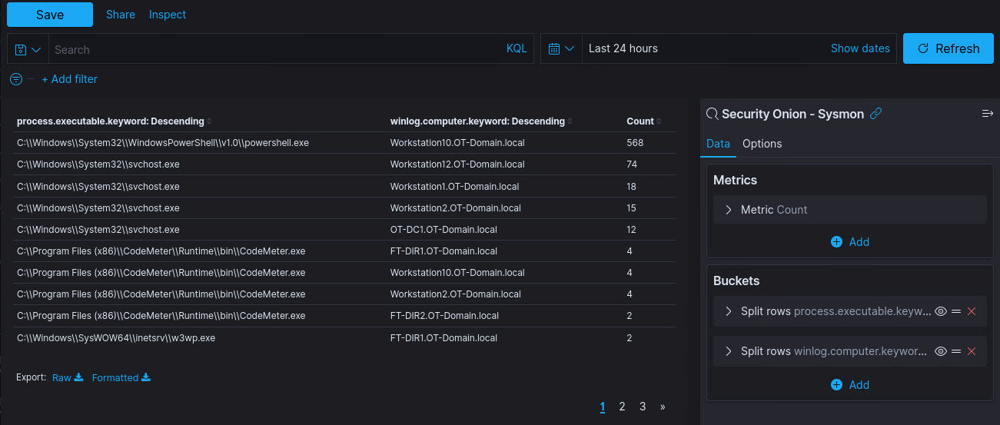 Save Share Inspect
Search KQL Last 24 hours Show dates Refresh
+ Add filter
process.executable.keyword: Descending winlog.computer.keyword: Descending Count
C:\\Windows\\System32\\WindowsPowerShell\\v1.0\\powershell.exe Workstation10.OT-Domain.local 568
C:\\Windows\\System32\\svchost.exe Workstation12.OT-Domain.local 74
C:\\Windows\\System32\\svchost.exe Workstation1.OT-Domain.local 18
C:\\Windows\\System32\\svchost.exe Workstation2.OT-Domain.local 15
C:\\Windows\\System32\\svchost.exe OT-DC1.OT-Domain.local 12
C:\\Program Files (x86)\\CodeMeter\\Runtime\\bin\\CodeMeter.exe FT-DIR1.OT-Domain.local 4
C:\\Program Files (x86)\\CodeMeter\\Runtime\\bin\\CodeMeter.exe Workstation10.OT-Domain.local 4
C:\\Program Files (x86)\\CodeMeter\\Runtime\\bin\\CodeMeter.exe Workstation2.OT-Domain.local 4
C:\\Program Files (x86)\\CodeMeter\\Runtime\\bin\\CodeMeter.exe FT-DIR2.OT-Domain.local 2
C:\\Windows\\SysWOW64\\inetsrv\\w3wp.exe FT-DIR1.OT-Domain.local 2
Export: Raw Formatted
1 2 3 »
Security Onion - Sysmon
Data Options
Metrics
Metric Count
Add
Buckets
Split rows process.executable.keyw...
Split rows winlog.computer.keywor...
Add